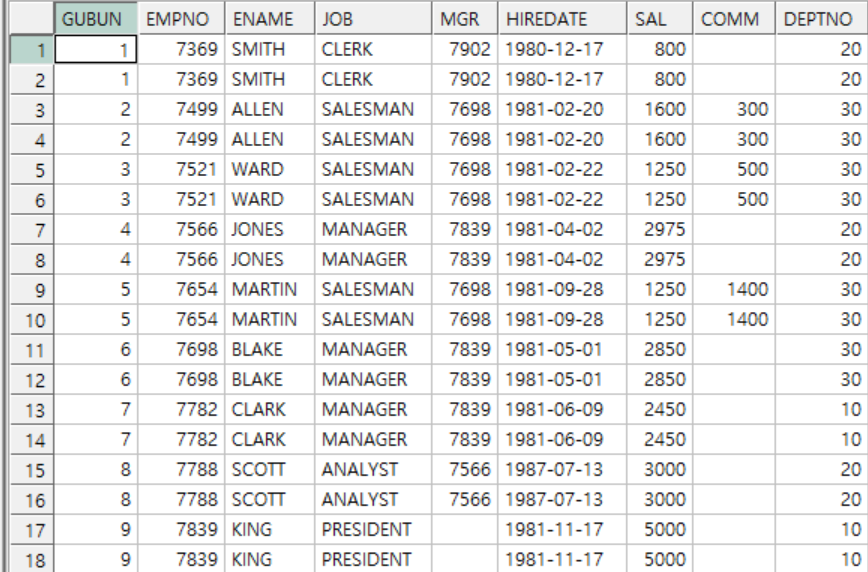 GUBUN EMPNO ENAME JOB MGR HIREDATE SAL COMM DEPTNO
1 1 7369 SMITH CLERK 7902 1980-12-17 800 20
2 1 7369 SMITH CLERK 7902 1980-12-17 800 20
3 2 7499 ALLEN SALESMAN 7698 1981-02-20 1600 300 30
4 2 7499 ALLEN SALESMAN 7698 1981-02-20 1600 300 30
5 3 7521 WARD SALESMAN 7698 1981-02-22 1250 500 30
6 3 7521 WARD SALESMAN 7698 1981-02-22 1250 500 30
7 4 7566 JONES MANAGER 7839 1981-04-02 2975 20
8 4 7566 JONES MANAGER 7839 1981-04-02 2975 20
9 5 7654 MARTIN SALESMAN 7698 1981-09-28 1250 1400 30
10 5 7654 MARTIN SALESMAN 7698 1981-09-28 1250 1400 30
11 6 7698 BLAKE MANAGER 7839 1981-05-01 2850 30
12 6 7698 BLAKE MANAGER 7839 1981-05-01 2850 30
13 7 7782 CLARK MANAGER 7839 1981-06-09 2450 10
14 7 7782 CLARK MANAGER 7839 1981-06-09 2450 10
15 8 7788 SCOTT ANALYST 7566 1987-07-13 3000 20
16 8 7788 SCOTT ANALYST 7566 1987-07-13 3000 20
17 9 7839 KING PRESIDENT 1981-11-17 5000 10
18 9 7839 KING PRESIDENT 1981-11-17 5000 10